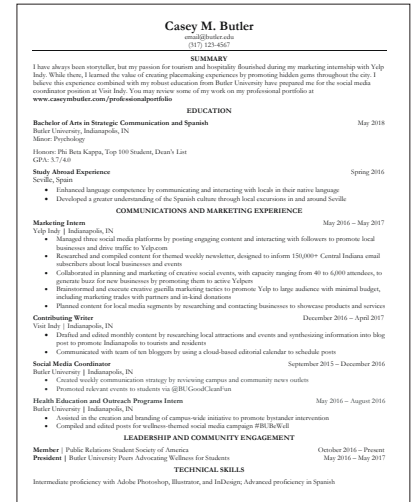 Casey M. Butler
email@butler.edu
(317) 123-4567
SUMMARY
I have always been storyteller, but my passion for tourism and hospitality flourished during my marketing internship with Yelp
Indy. While there, I learned the value of creating placemaking experiences by promoting hidden gems throughout the city. I
believe this experience combined with my robust education from Butler University have prepared me for the social media
coordinator position at Visit Indy. You may review some of my work on my professional portfolio at
www.caseymbutler.com/professionalportfolio
EDUCATION
Bachelor of Arts in Strategic Communication and Spanish May 2018
Butler University, Indianapolis, IN
Minor: Psychology
Honors: Phi Beta Kappa, Top 100 Student, Dean's List
GPA: 3.7/4.0
Study Abroad Experience Spring 2016
Seville, Spain
• Enhanced language competence by communicating and interacting with locals in their native language
• Developed a greater understanding of the Spanish culture through local excursions in and around Seville
COMMUNICATIONS AND MARKETING EXPERIENCE
Marketing Intern May 2016 – May 2017
Yelp Indy | Indianapolis, IN
• Managed three social media platforms by posting engaging content and interacting with followers to promote local
businesses and drive traffic to Yelp.com
• Researched and compiled content for themed weekly newsletter, designed to inform 150,000+ Central Indiana email
subscribers about local businesses and events
• Collaborated in planning and marketing of creative social events, with capacity ranging from 40 to 6,000 attendees, to
generate buzz for new businesses by promoting them to active Yelpers
• Brainstormed and execute creative guerilla marketing tactics to promote Yelp to large audience with minimal budget,
including marketing trades with partners and in-kind donations
• Planned content for local media segments by researching and contacting businesses to showcase products and services
Contributing Writer December 2016 – April 2017
Visit Indy | Indianapolis, IN
• Drafted and edited monthly content by researching local attractions and events and synthesizing information into blog
post to promote Indianapolis to tourists and residents
• Communicated with team of ten bloggers by using a cloud-based editorial calendar to schedule posts
Social Media Coordinator September 2015 – December 2016
Butler University | Indianapolis, IN
• Created weekly communication strategy by reviewing campus and community news outlets
• Promoted relevant events to students via @BUGoodCleanFun
Health Education and Outreach Programs Intern May 2016 – August 2016
Butler University | Indianapolis, IN
• Assisted in the creation and branding of campus-wide initiative to promote bystander intervention
• Compiled and edited posts for wellness-themed social media campaign #BUBeWell
LEADERSHIP AND COMMUNITY ENGAGEMENT
Member | Public Relations Student Society of America October 2016 – Present
President | Butler University Peers Advocating Wellness for Students May 2016 – May 2017
TECHNICAL SKILLS
Intermediate proficiency with Adobe Photoshop, Illustrator, and InDesign; Advanced proficiency in Spanish